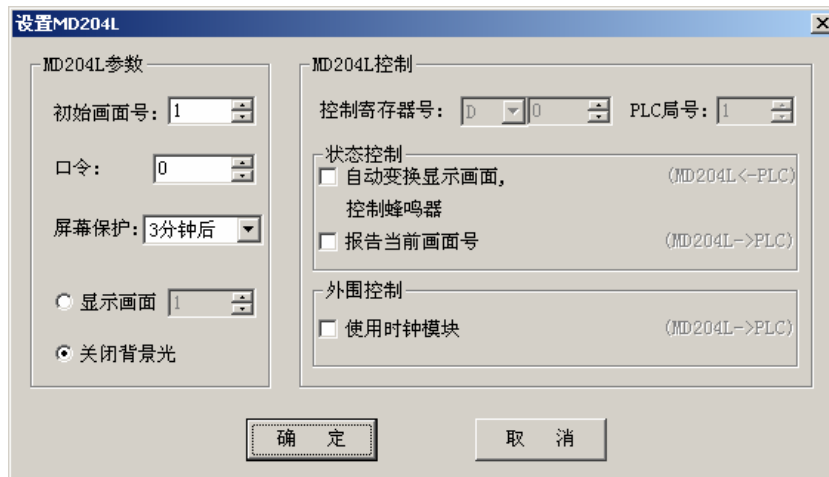 设置MD204L
MD204L参数
初始画面号: 1
口令: 0
屏幕保护: 3分钟后
显示画面 1
关闭背景光
MD204L控制
控制寄存器号: D 0 PLC局号: 1
状态控制
自动变换显示画面, (MD204L<-PLC)
控制蜂鸣器
报告当前画面号 (MD204L->PLC)
外围控制
使用时钟模块 (MD204L->PLC)
确 定 取 消